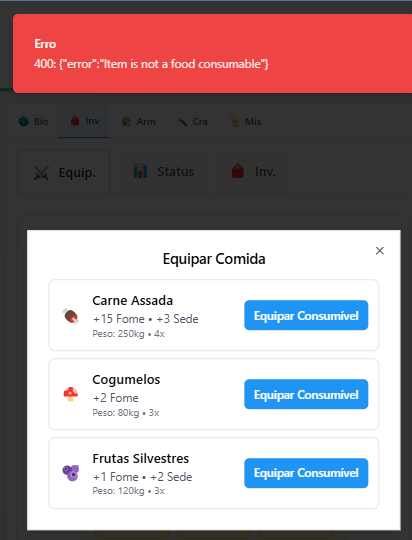 Erro
400: {"error":"Item is not a food consumable"}
Bio
Inv
Arm
Cra
Mis
Equip.
Status
Inv.
Equipar Comida
×
Carne Assada
+15 Fome • +3 Sede
Peso: 250kg • 4x
Equipar Consumível
Cogumelos
+2 Fome
Peso: 80kg • 3x
Equipar Consumível
Frutas Silvestres
+1 Fome • +2 Sede
Peso: 120kg • 3x
Equipar Consumível